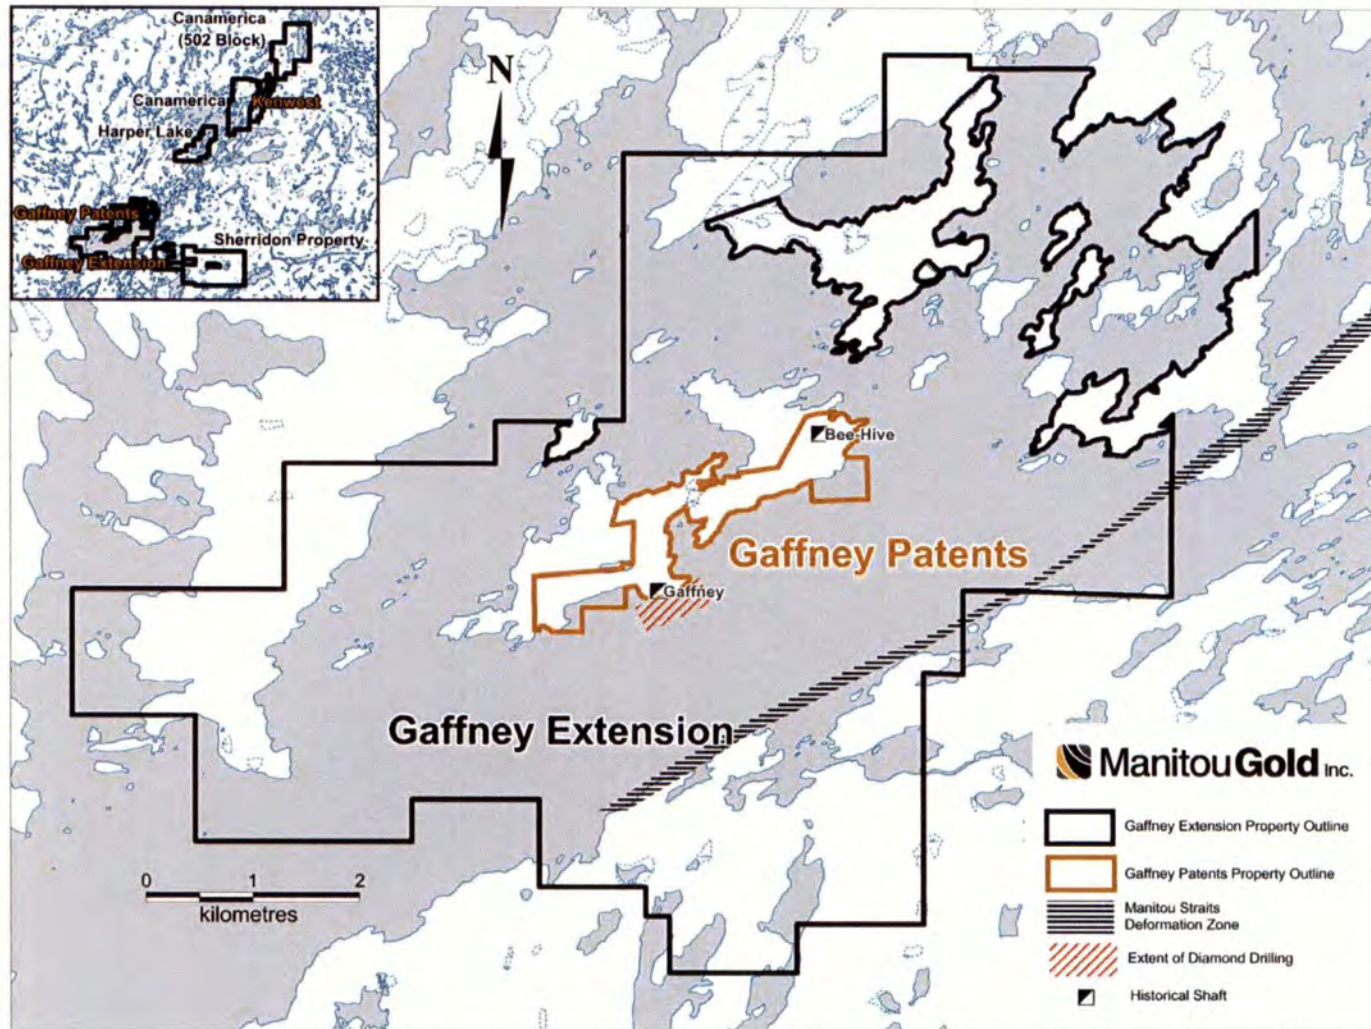 Canamerica
(502 Block)
Canamerica
Kenwest
Harper Lake
Gaffney Patents
Sherridon Property
Gaffney Extension
N
Bee-Hive
Gaffney Patents
Gaffney
Gaffney Extension
0 1 2
kilometres
ManitouGold Inc.
Gaffney Extension Property Outline
Gaffney Patents Property Outline
Manitou Straits
Deformation Zone
Extent of Diamond Drilling
Historical Shaft